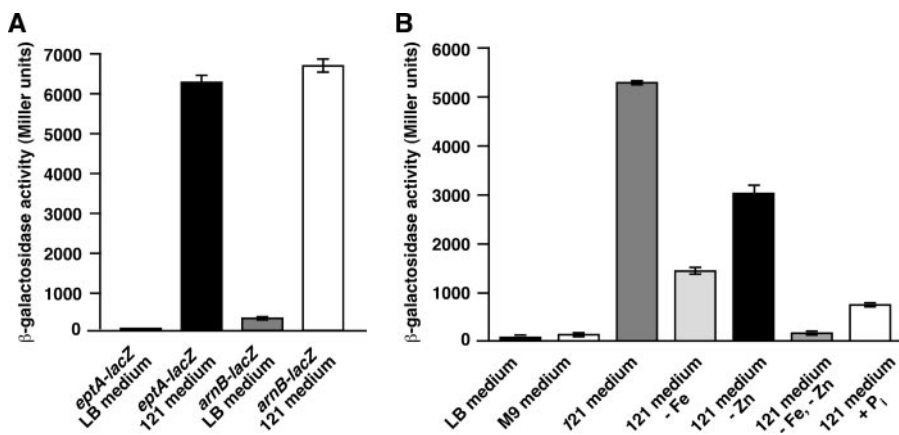 A
β-galactosidase activity (Miller units)
7000
6000
5000
4000
3000
2000
1000
0
eptA-lacZ
LB medium
eptA-lacZ
121 medium
arnB-lacZ
LB medium
arnB-lacZ
121 medium
B
β-galactosidase activity (Miller units)
6000
5000
4000
3000
2000
1000
0
LB medium
M9 medium
121 medium
121 medium
- Fe
121 medium
- Zn
121 medium
- Fe, - Zn
121 medium
+ Pi